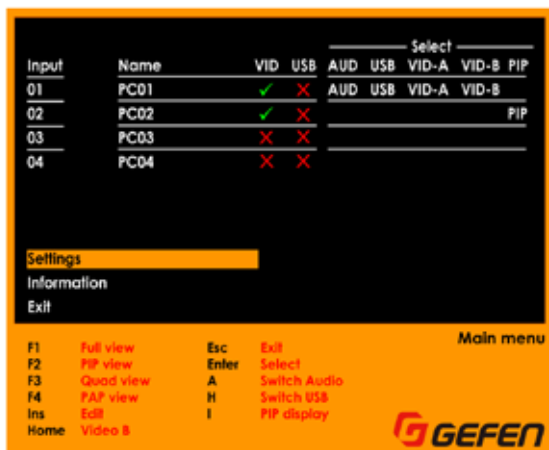 Select
Input Name VID USB AUD USB VID-A VID-B PIP
01 PC01 ✓ X AUD USB VID-A VID-B
02 PC02 ✓ X PIP
03 PC03 X X
04 PC04 X X
Settings
Information
Exit
Main menu
F1 Full view Esc Exit
F2 PIP view Enter Select
F3 Quad view A Switch Audio
F4 PAP view H Switch USB
Ins Edit I PIP display
Home Video B
GEFEN